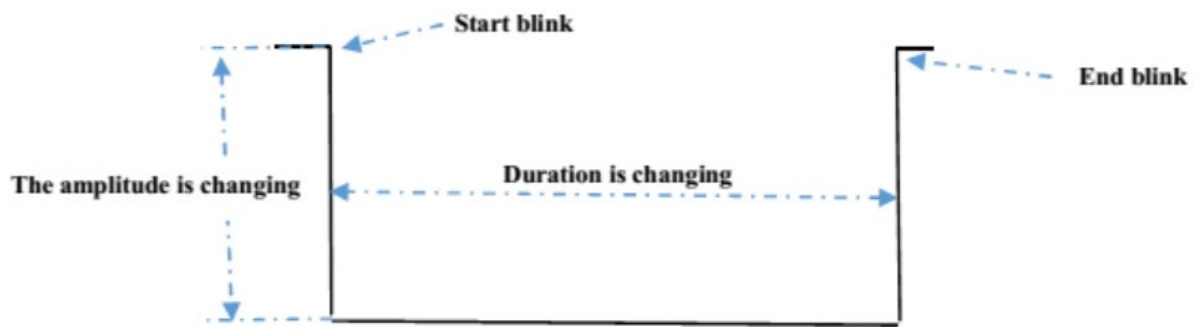 Start blink
End blink
Duration is changing
The amplitude is changing